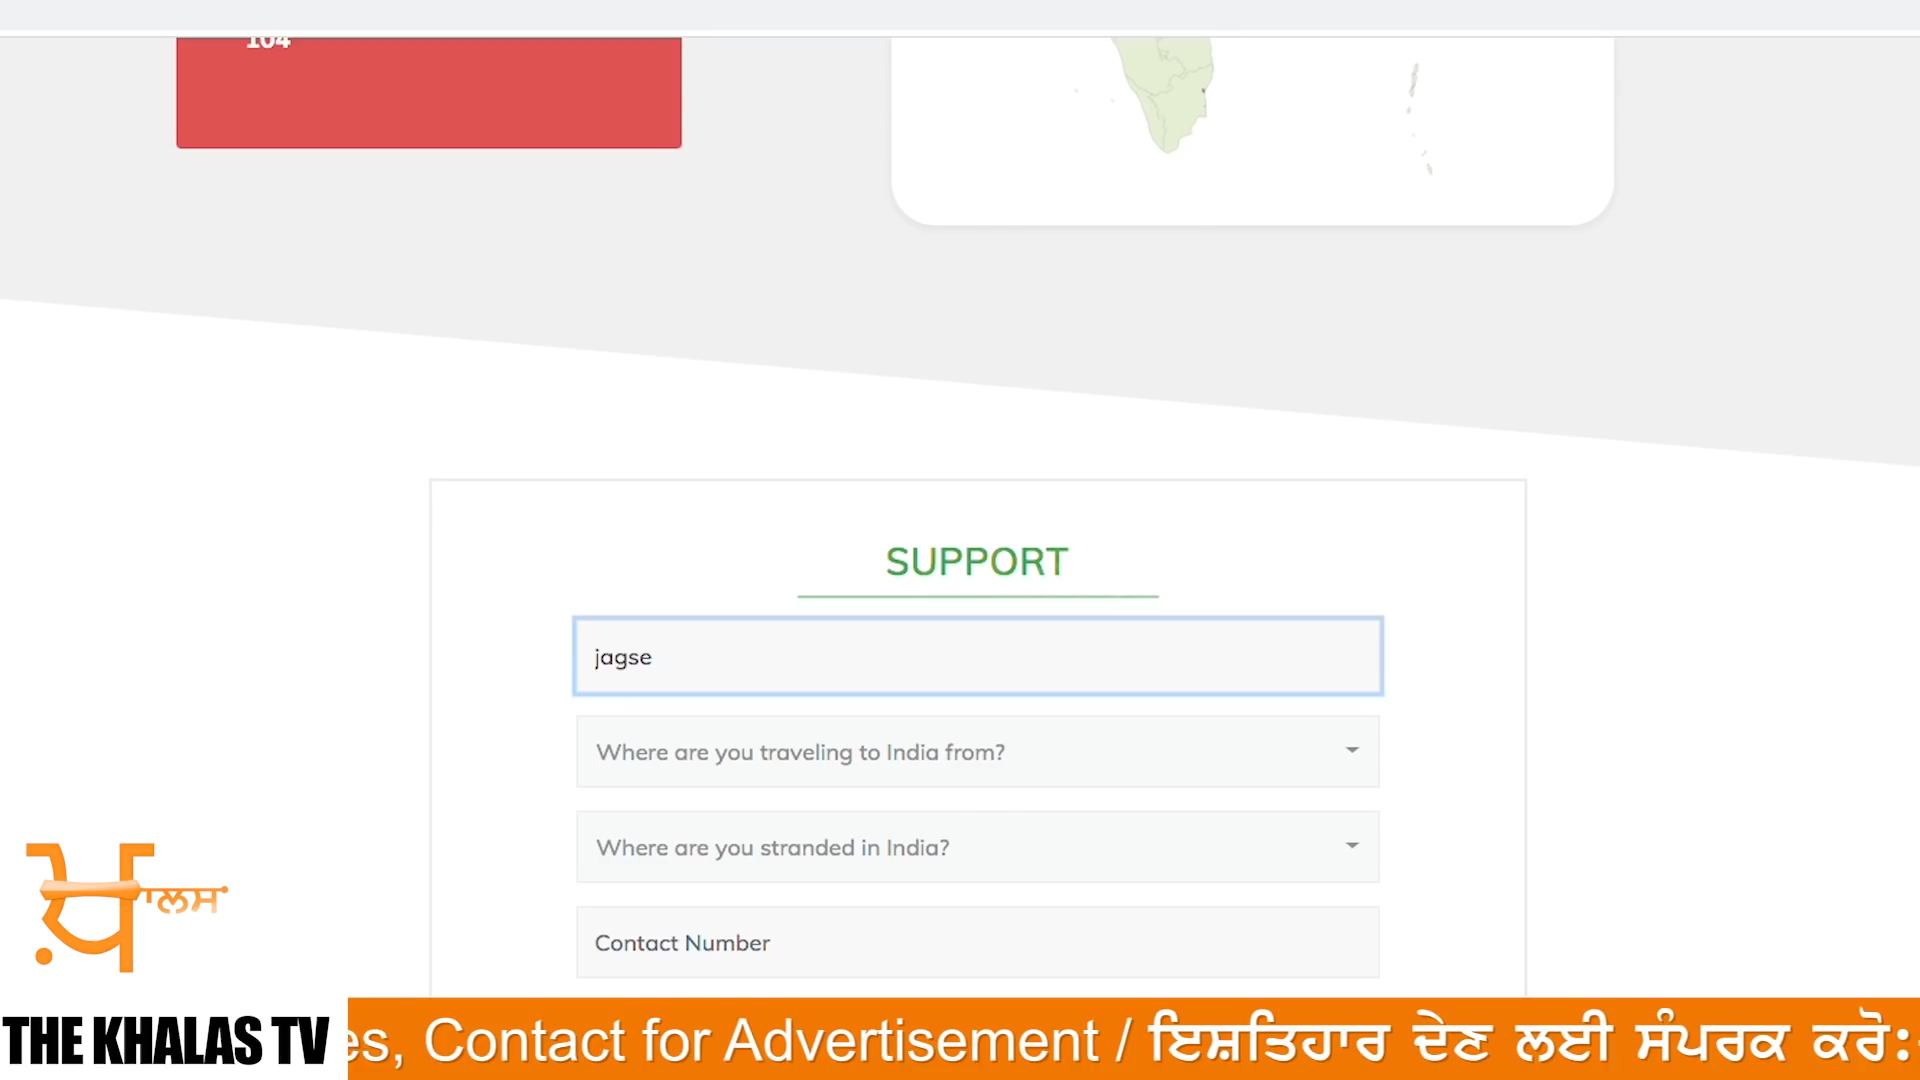 104
SUPPORT
jagse
Where are you traveling to India from?
Where are you stranded in India?
Contact Number
ਖ਼ਾਲਸ
THE KHALAS TV
es, Contact for Advertisement / ਇਸ਼ਤਿਹਾਰ ਦੇਣ ਲਈ ਸੰਪਰਕ ਕਰੋ: